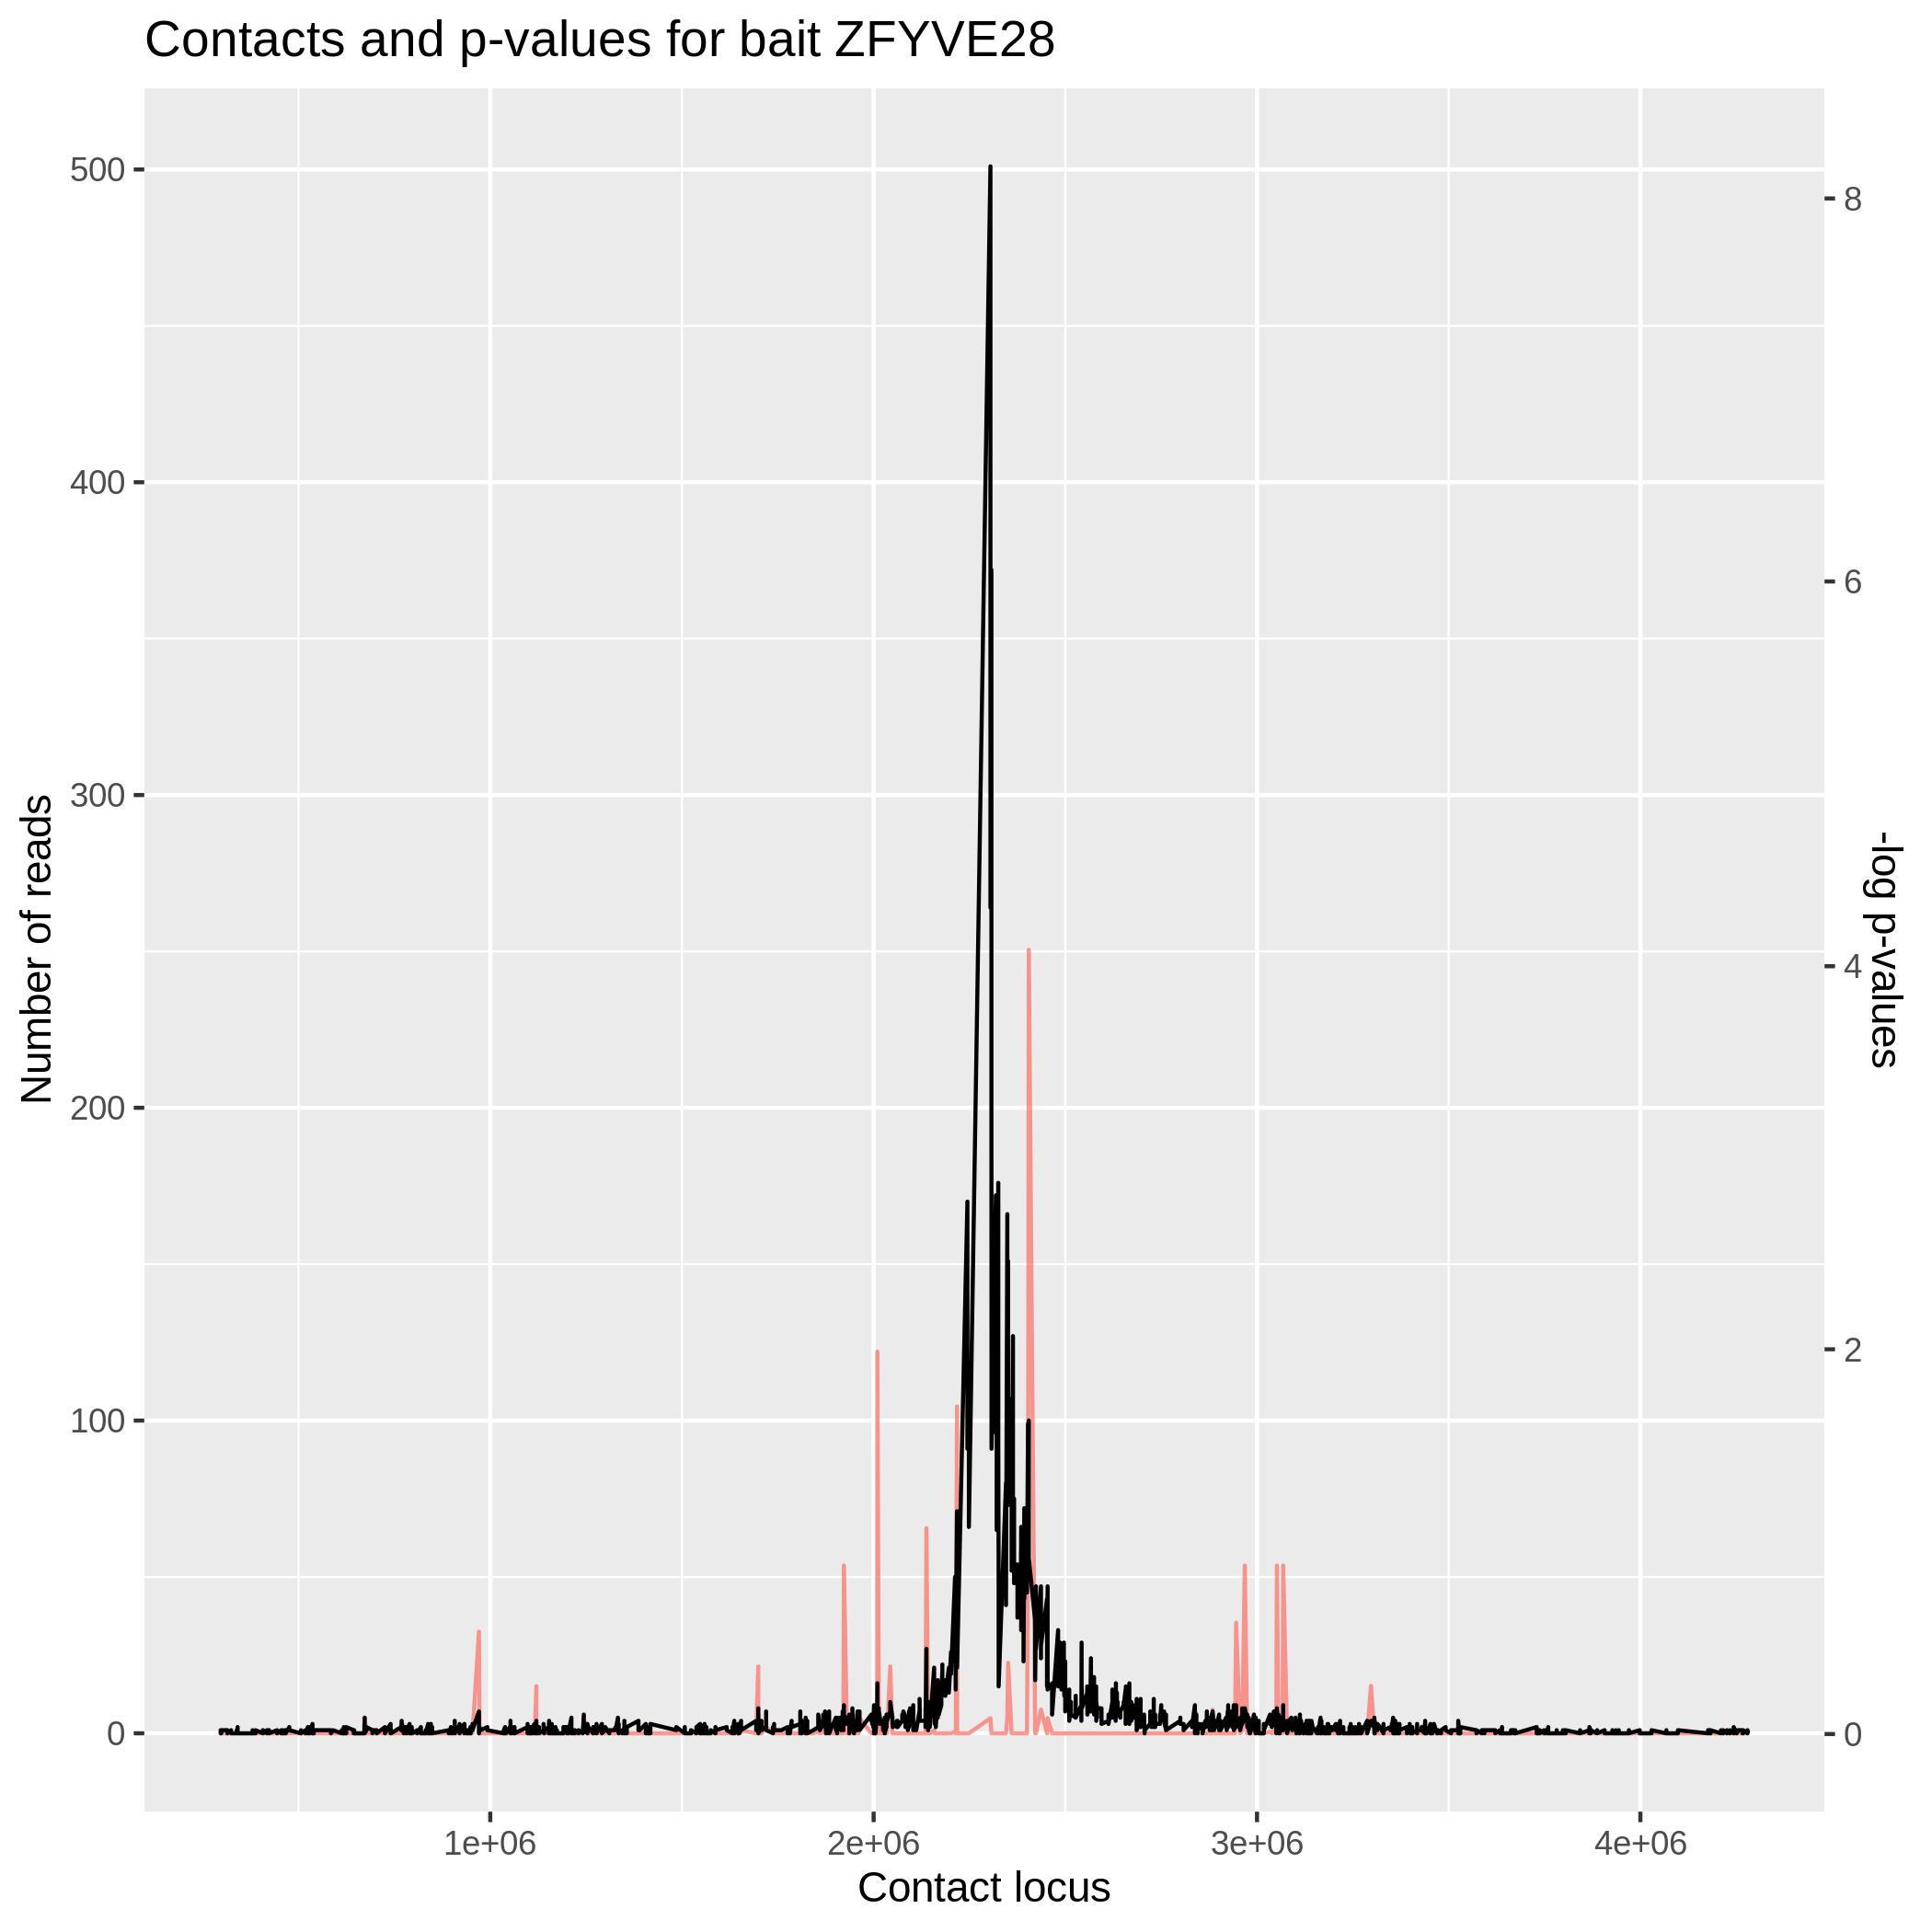 Contacts and p-values for bait ZFYVE28
500
400
300
200
100
0
Number of reads
8
6
4
2
0
-log p-values
1e+06
2e+06
3e+06
4e+06
Contact locus